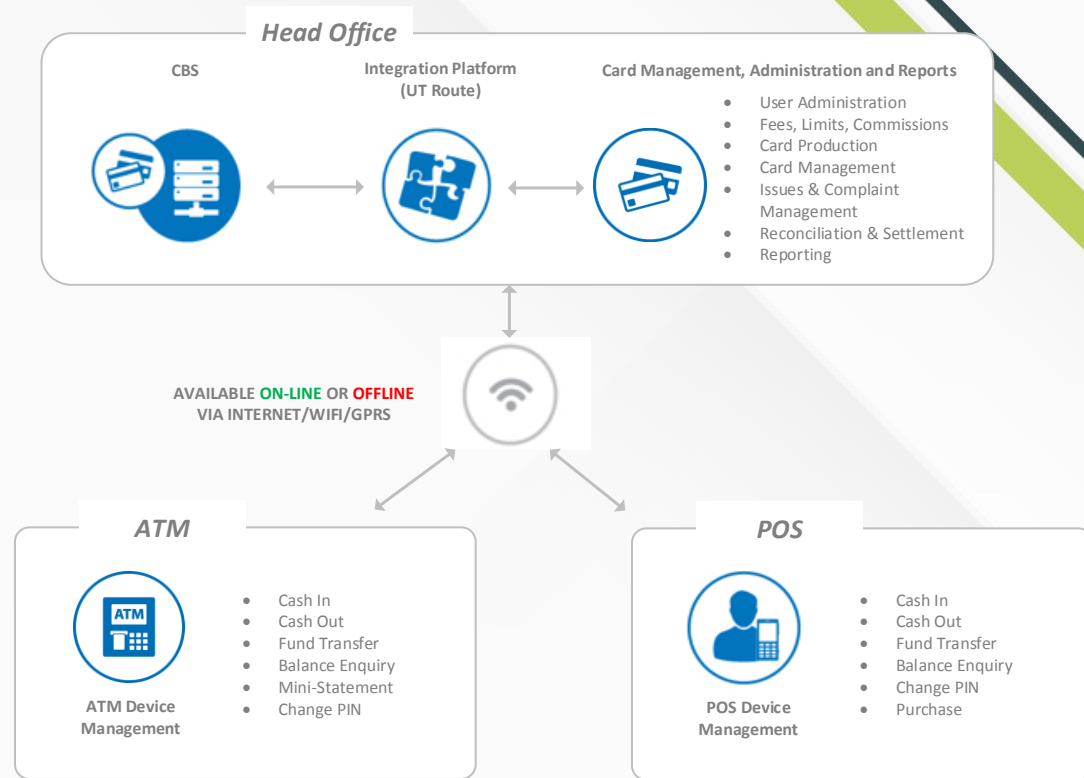 Head Office
CBS
Integration Platform
(UT Route)
Card Management, Administration and Reports
• User Administration
• Fees, Limits, Commissions
• Card Production
• Card Management
• Issues & Complaint
Management
• Reconciliation & Settlement
• Reporting
AVAILABLE ON-LINE OR OFFLINE
VIA INTERNET/WIFI/GPRS
ATM
ATM
ATM Device
Management
• Cash In
• Cash Out
• Fund Transfer
• Balance Enquiry
• Mini-Statement
• Change PIN
POS
POS Device
Management
• Cash In
• Cash Out
• Fund Transfer
• Balance Enquiry
• Change PIN
• Purchase